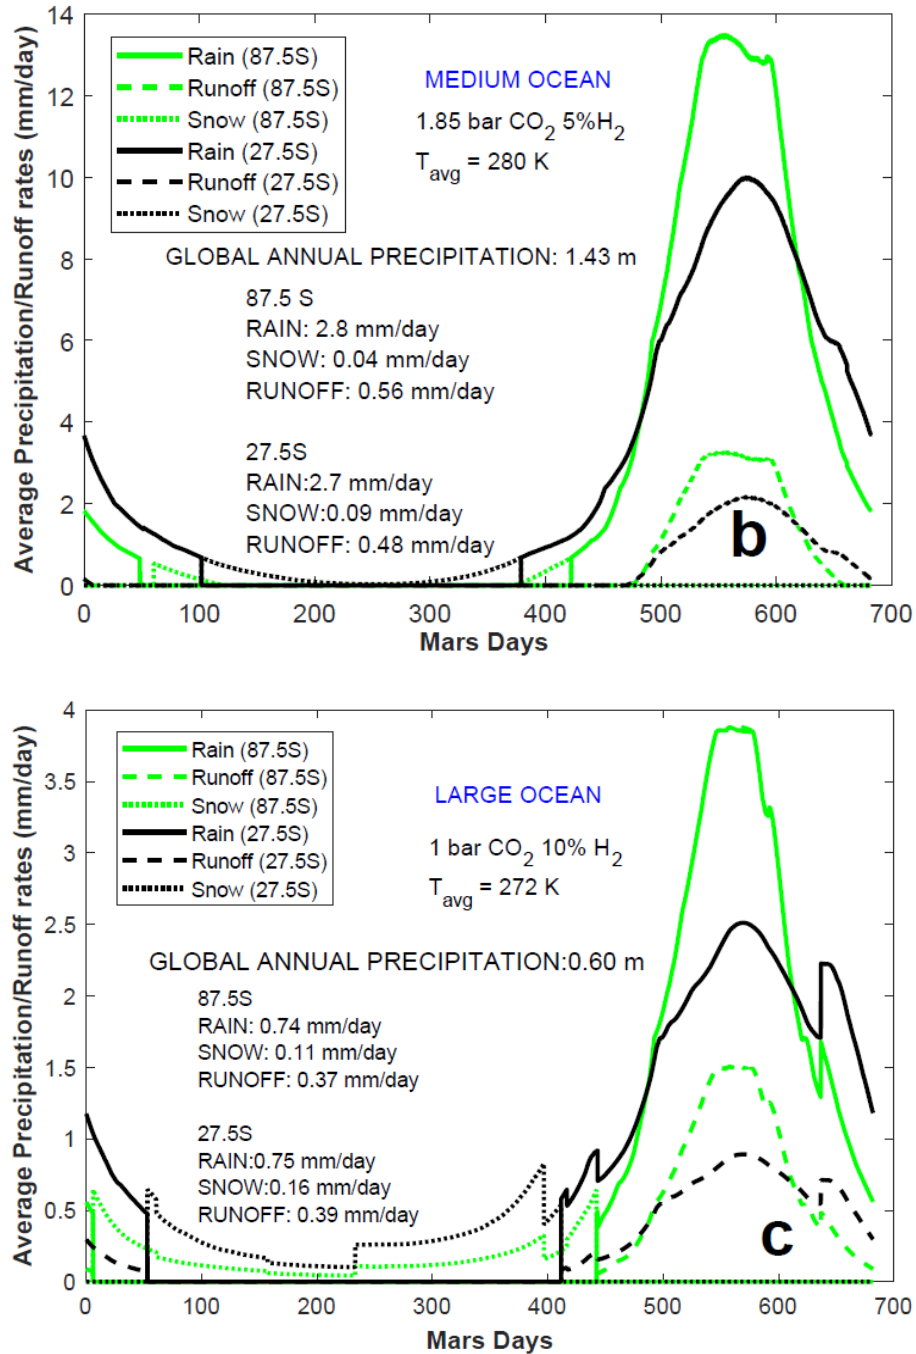 14
12
10
8
6
4
2
0
Average Precipitation/Runoff rates (mm/day)
Rain (87.5S)
Runoff (87.5S)
Snow (87.5S)
Rain (27.5S)
Runoff (27.5S)
Snow (27.5S)
MEDIUM OCEAN
1.85 bar CO2 5%H2
Tavg = 280 K
GLOBAL ANNUAL PRECIPITATION: 1.43 m
87.5 S
RAIN: 2.8 mm/day
SNOW: 0.04 mm/day
RUNOFF: 0.56 mm/day
27.5S
RAIN:2.7 mm/day
SNOW:0.09 mm/day
RUNOFF: 0.48 mm/day
b
0 100 200 300 400 500 600 700
Mars Days
4
3.5
3
2.5
2
1.5
1
0.5
0
Average Precipitation/Runoff rates (mm/day)
Rain (87.5S)
Runoff (87.5S)
Snow (87.5S)
Rain (27.5S)
Runoff (27.5S)
Snow (27.5S)
LARGE OCEAN
1 bar CO2 10% H2
Tavg = 272 K
GLOBAL ANNUAL PRECIPITATION:0.60 m
87.5S
RAIN: 0.74 mm/day
SNOW: 0.11 mm/day
RUNOFF: 0.37 mm/day
27.5S
RAIN:0.75 mm/day
SNOW:0.16 mm/day
RUNOFF: 0.39 mm/day
c
0 100 200 300 400 500 600 700
Mars Days